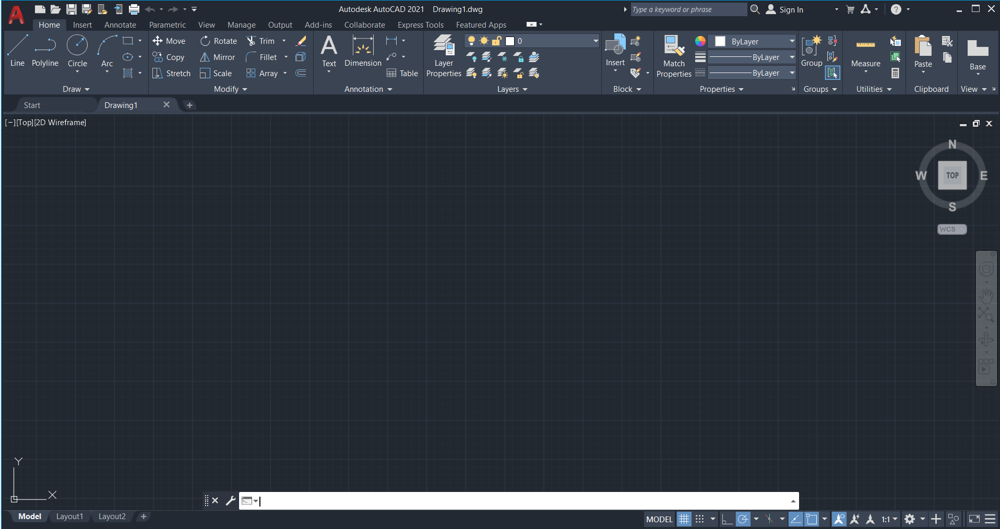 Autodesk AutoCAD 2021 Drawing1.dwg
Type a keyword or phrase
Sign In
Home Insert Annotate Parametric View Manage Output Add-ins Collaborate Express Tools Featured Apps
Line Polyline Circle Arc
Draw
Move Rotate Trim
Copy Mirror Fillet
Stretch Scale Array
Modify
Text Dimension Table
Annotation
Layer
Properties
0
Layers
Insert
Block
Match
Properties
ByLayer
ByLayer
ByLayer
Properties
Group
Groups
Measure
Utilities
Paste
Clipboard
Base
View
Start Drawing1
[−][Top][2D Wireframe]
N
W TOP E
S
WCS
Y
X
Model Layout1 Layout2
MODEL 1:1